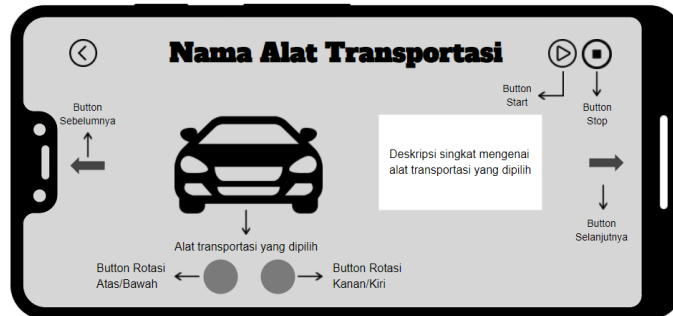 Nama Alat Transportasi
Button
Start
Button
Stop
Button
Sebelumnya
Deskripsi singkat mengenai
alat transportasi yang dipilih
Button
Selanjutnya
Alat transportasi yang dipilih
Button Rotasi
Atas/Bawah
Button Rotasi
Kanan/Kiri